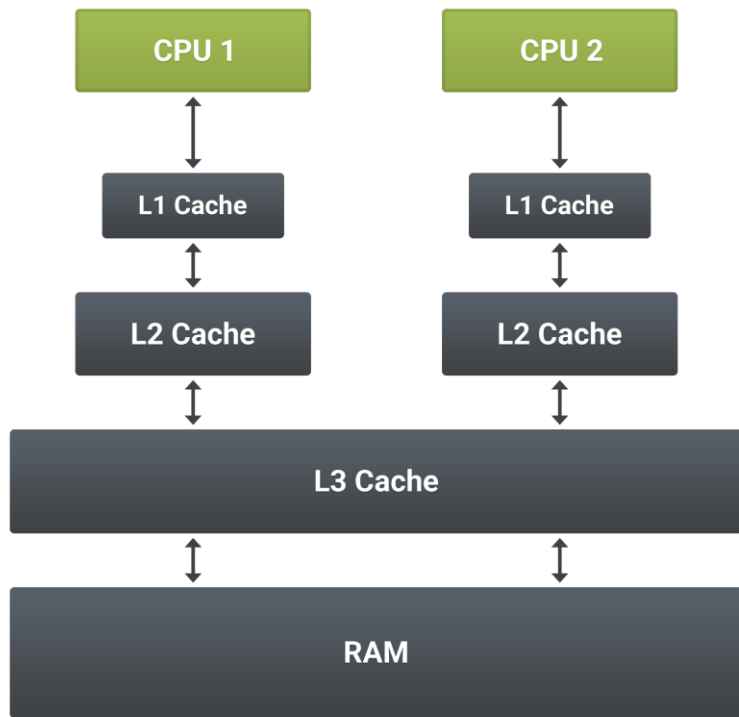 CPU 1
CPU 2
L1 Cache
L1 Cache
L2 Cache
L2 Cache
L3 Cache
RAM